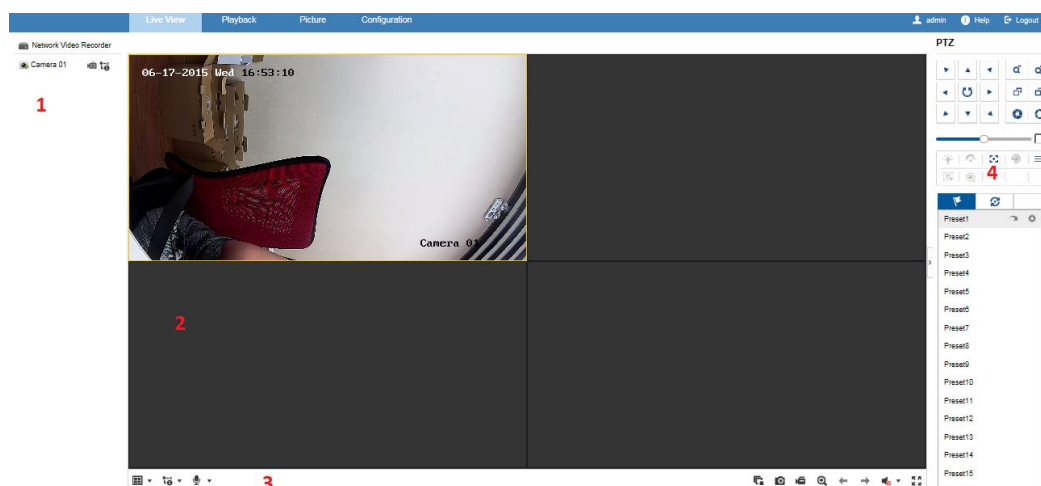 Live View Playback Picture Configuration admin Help Logout
Network Video Recorder
PTZ
Camera 01
1
06-17-2015 Wed 16:53:10
Camera 01
2
3
4
Preset1
Preset2
Preset3
Preset4
Preset5
Preset6
Preset7
Preset8
Preset9
Preset10
Preset11
Preset12
Preset13
Preset14
Preset15